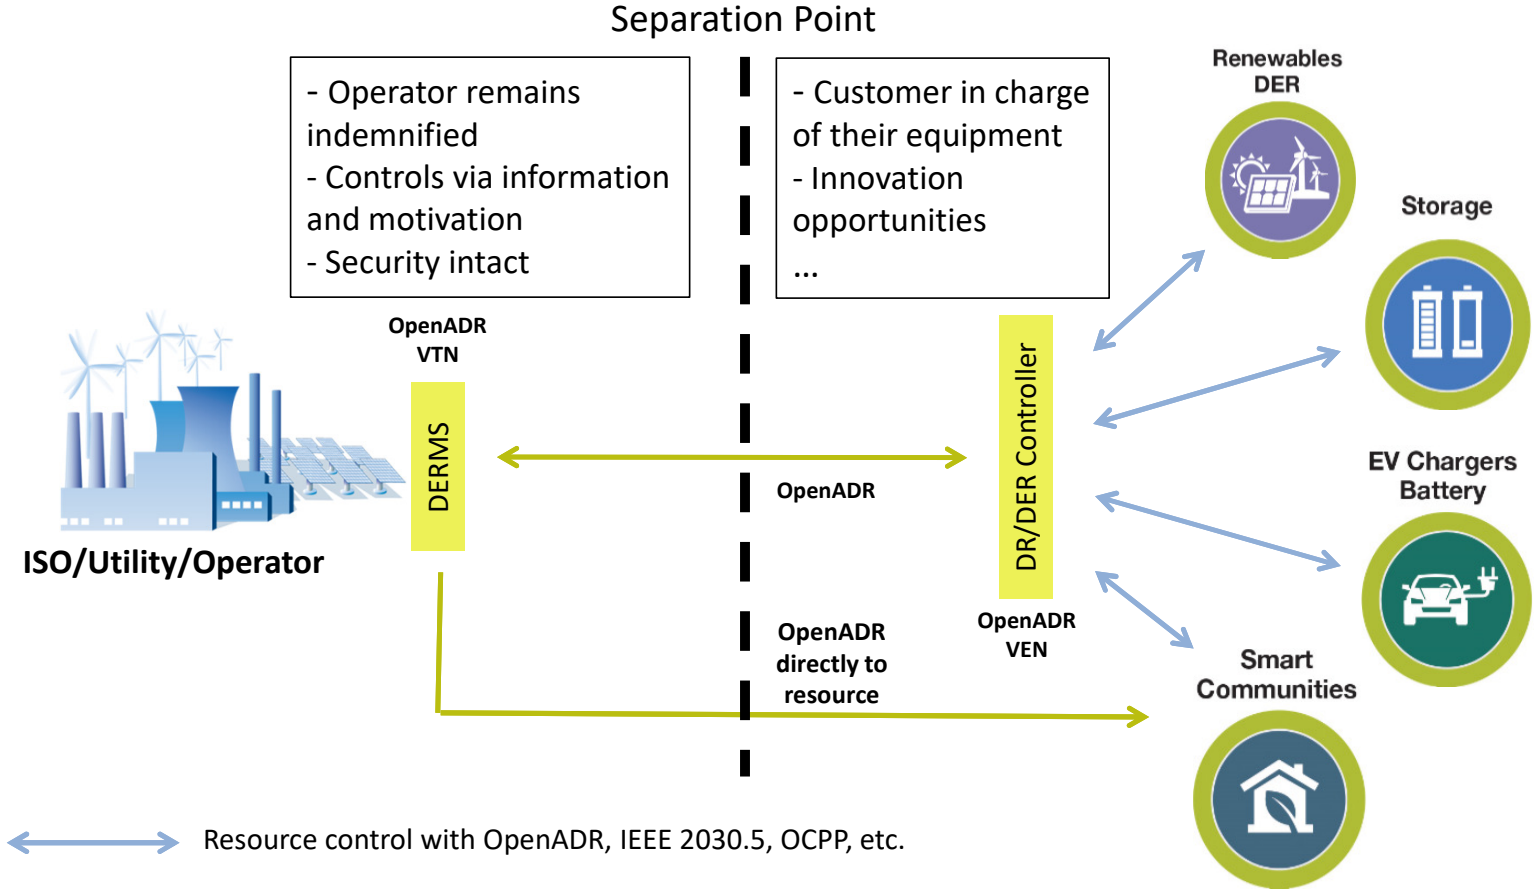 Separation Point
- Operator remains
indemnified
- Controls via information
and motivation
- Security intact
- Customer in charge
of their equipment
- Innovation
opportunities
...
Renewables
DER
Storage
OpenADR
VTN
DERMS
OpenADR
DR/DER Controller
EV Chargers
Battery
ISO/Utility/Operator
OpenADR
VEN
OpenADR
directly to
resource
Smart
Communities
Resource control with OpenADR, IEEE 2030.5, OCPP, etc.